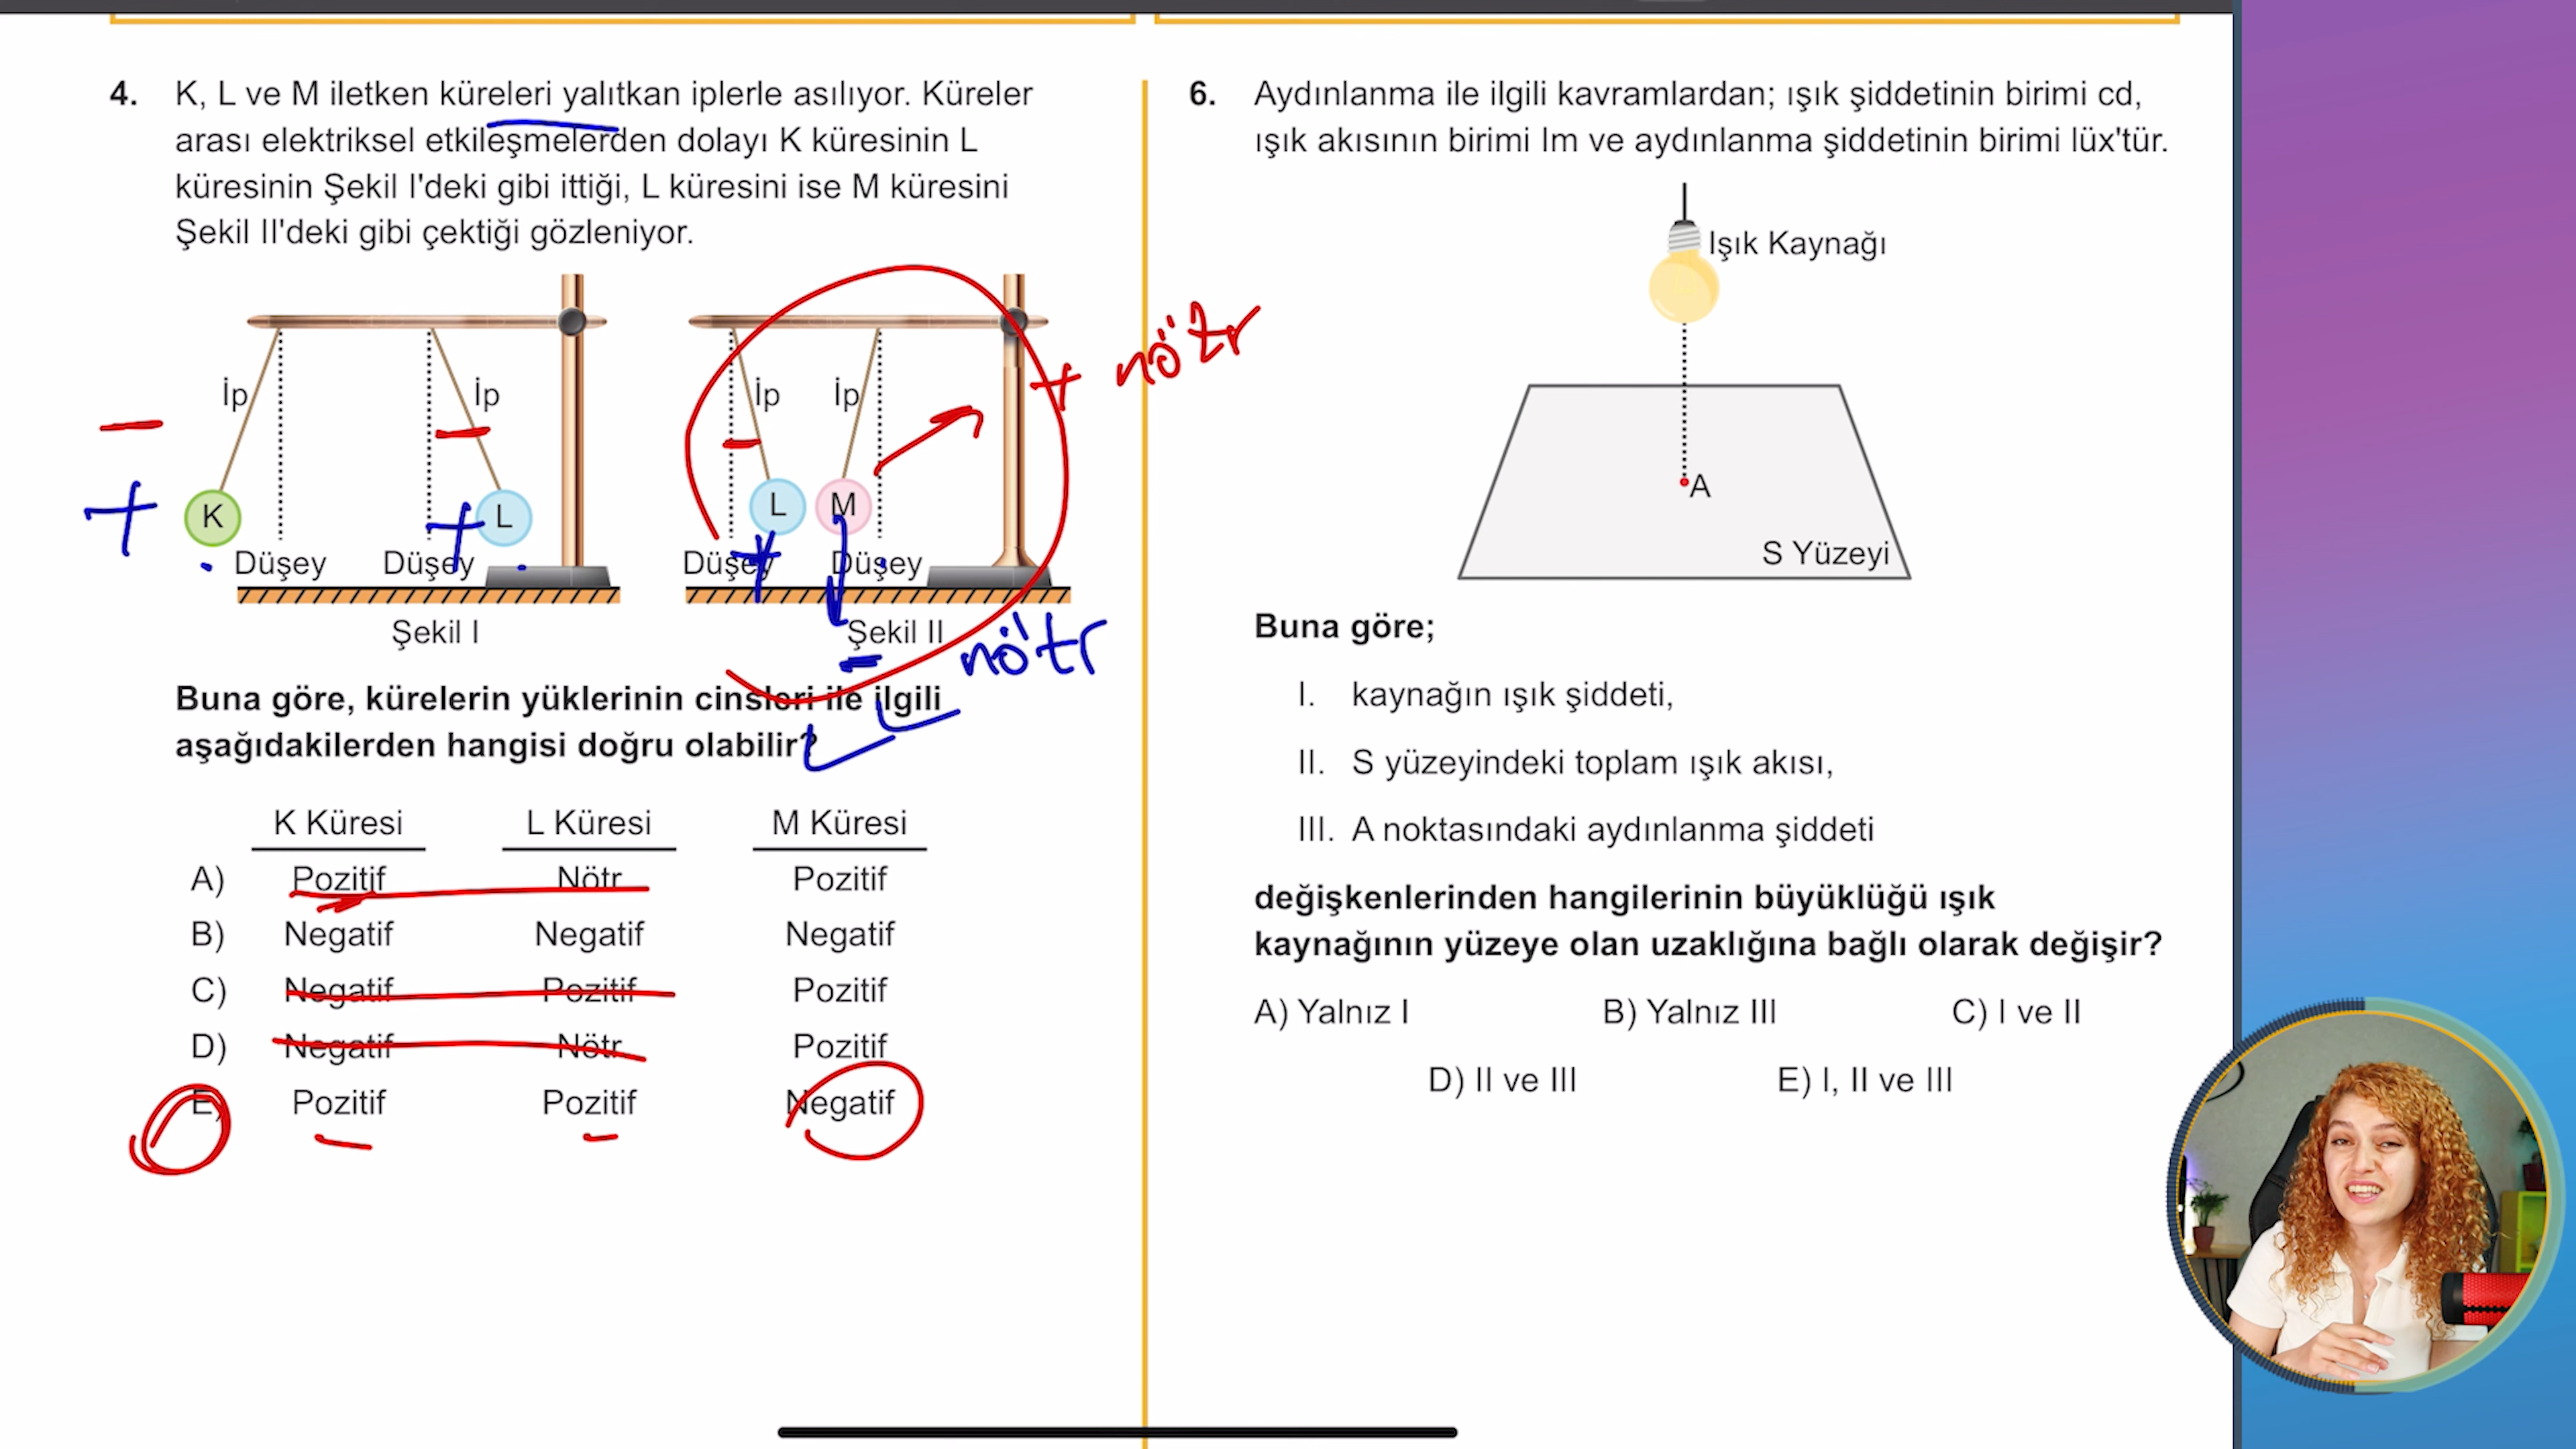 4. K, L ve M iletken küreleri yalıtkan iplerle asılıyor. Küreler
arası elektriksel etkileşmelerden dolayı K küresinin L
küresinin Şekil I'deki gibi ittiği, L küresini ise M küresini
Şekil II'deki gibi çektiği gözleniyor.
İp İp
K L
Düşey Düşey
Şekil I
İp İp
L M
Düşey Düşey
Şekil II
− −
+ +
− + nötr
+ − nötr
Buna göre, kürelerin yüklerinin cinsleri ile ilgili
aşağıdakilerden hangisi doğru olabilir?
K Küresi L Küresi M Küresi
A) Pozitif Nötr Pozitif
B) Negatif Negatif Negatif
C) Negatif Pozitif Pozitif
D) Negatif Nötr Pozitif
E) Pozitif Pozitif Negatif
6. Aydınlanma ile ilgili kavramlardan; ışık şiddetinin birimi cd,
ışık akısının birimi lm ve aydınlanma şiddetinin birimi lüx'tür.
Işık Kaynağı
A
S Yüzeyi
Buna göre;
I. kaynağın ışık şiddeti,
II. S yüzeyindeki toplam ışık akısı,
III. A noktasındaki aydınlanma şiddeti
değişkenlerinden hangilerinin büyüklüğü ışık
kaynağının yüzeye olan uzaklığına bağlı olarak değişir?
A) Yalnız I B) Yalnız III C) I ve II
D) II ve III E) I, II ve III